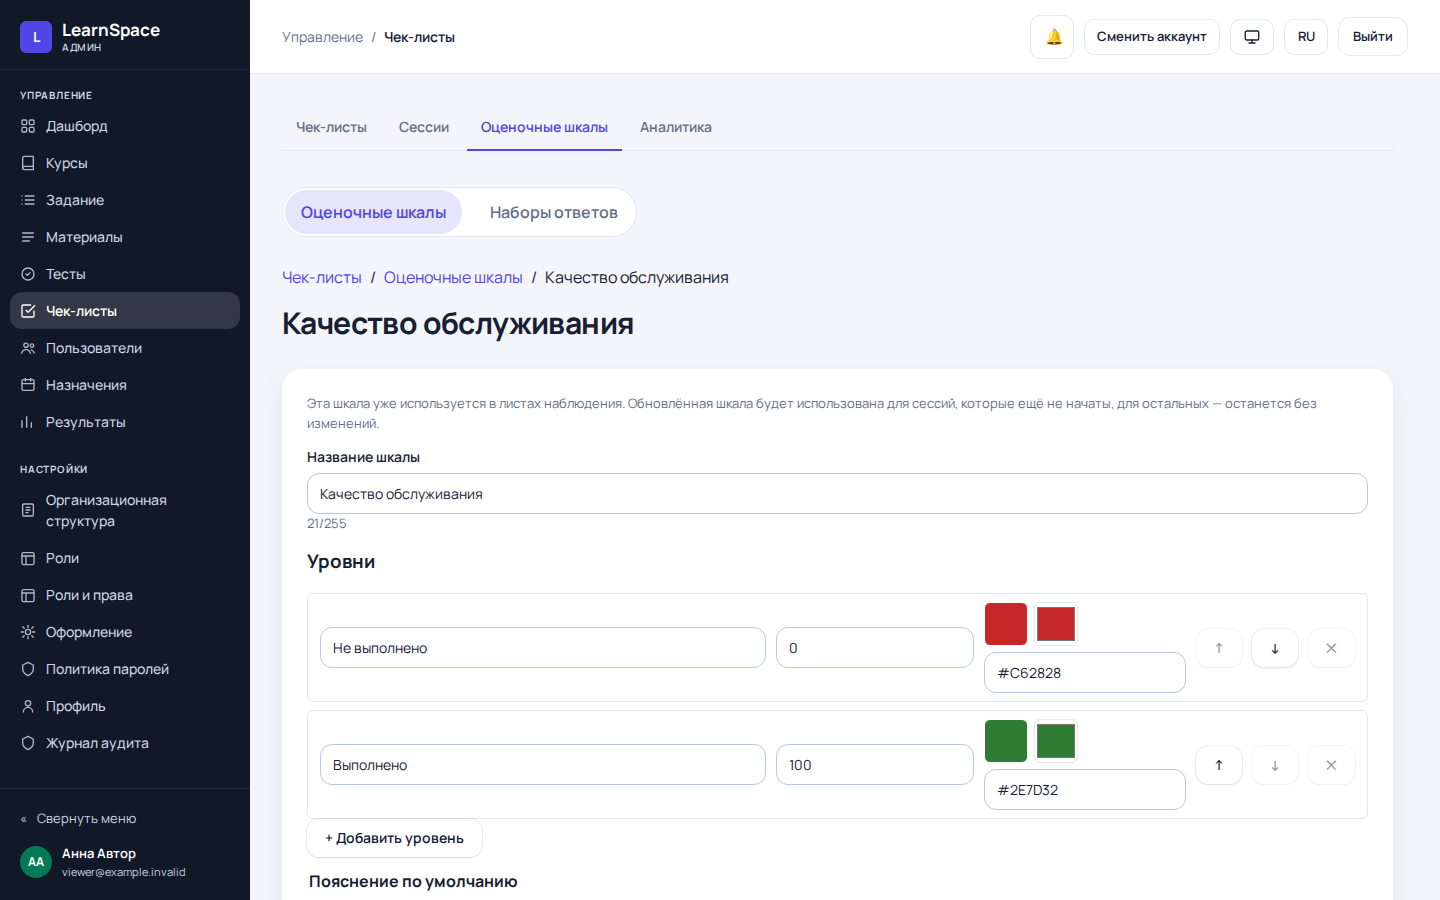 L
LearnSpace
АДМИН
УПРАВЛЕНИЕ
Дашборд
Курсы
Задание
Материалы
Тесты
Чек-листы
Пользователи
Назначения
Результаты
НАСТРОЙКИ
Организационная
структура
Роли
Роли и права
Оформление
Политика паролей
Профиль
Журнал аудита
« Свернуть меню
АА
Анна Автор
viewer@example.invalid
Управление / Чек-листы
Сменить аккаунт
RU
Выйти
Чек-листы
Сессии
Оценочные шкалы
Аналитика
Оценочные шкалы
Наборы ответов
Чек-листы / Оценочные шкалы / Качество обслуживания
Качество обслуживания
Эта шкала уже используется в листах наблюдения. Обновлённая шкала будет использована для сессий, которые ещё не начаты, для остальных — останется без
изменений.
Название шкалы
Качество обслуживания
21/255
Уровни
Не выполнено
0
#C62828
↑ ↓ ×
Выполнено
100
#2E7D32
↑ ↓ ×
+ Добавить уровень
Пояснение по умолчанию